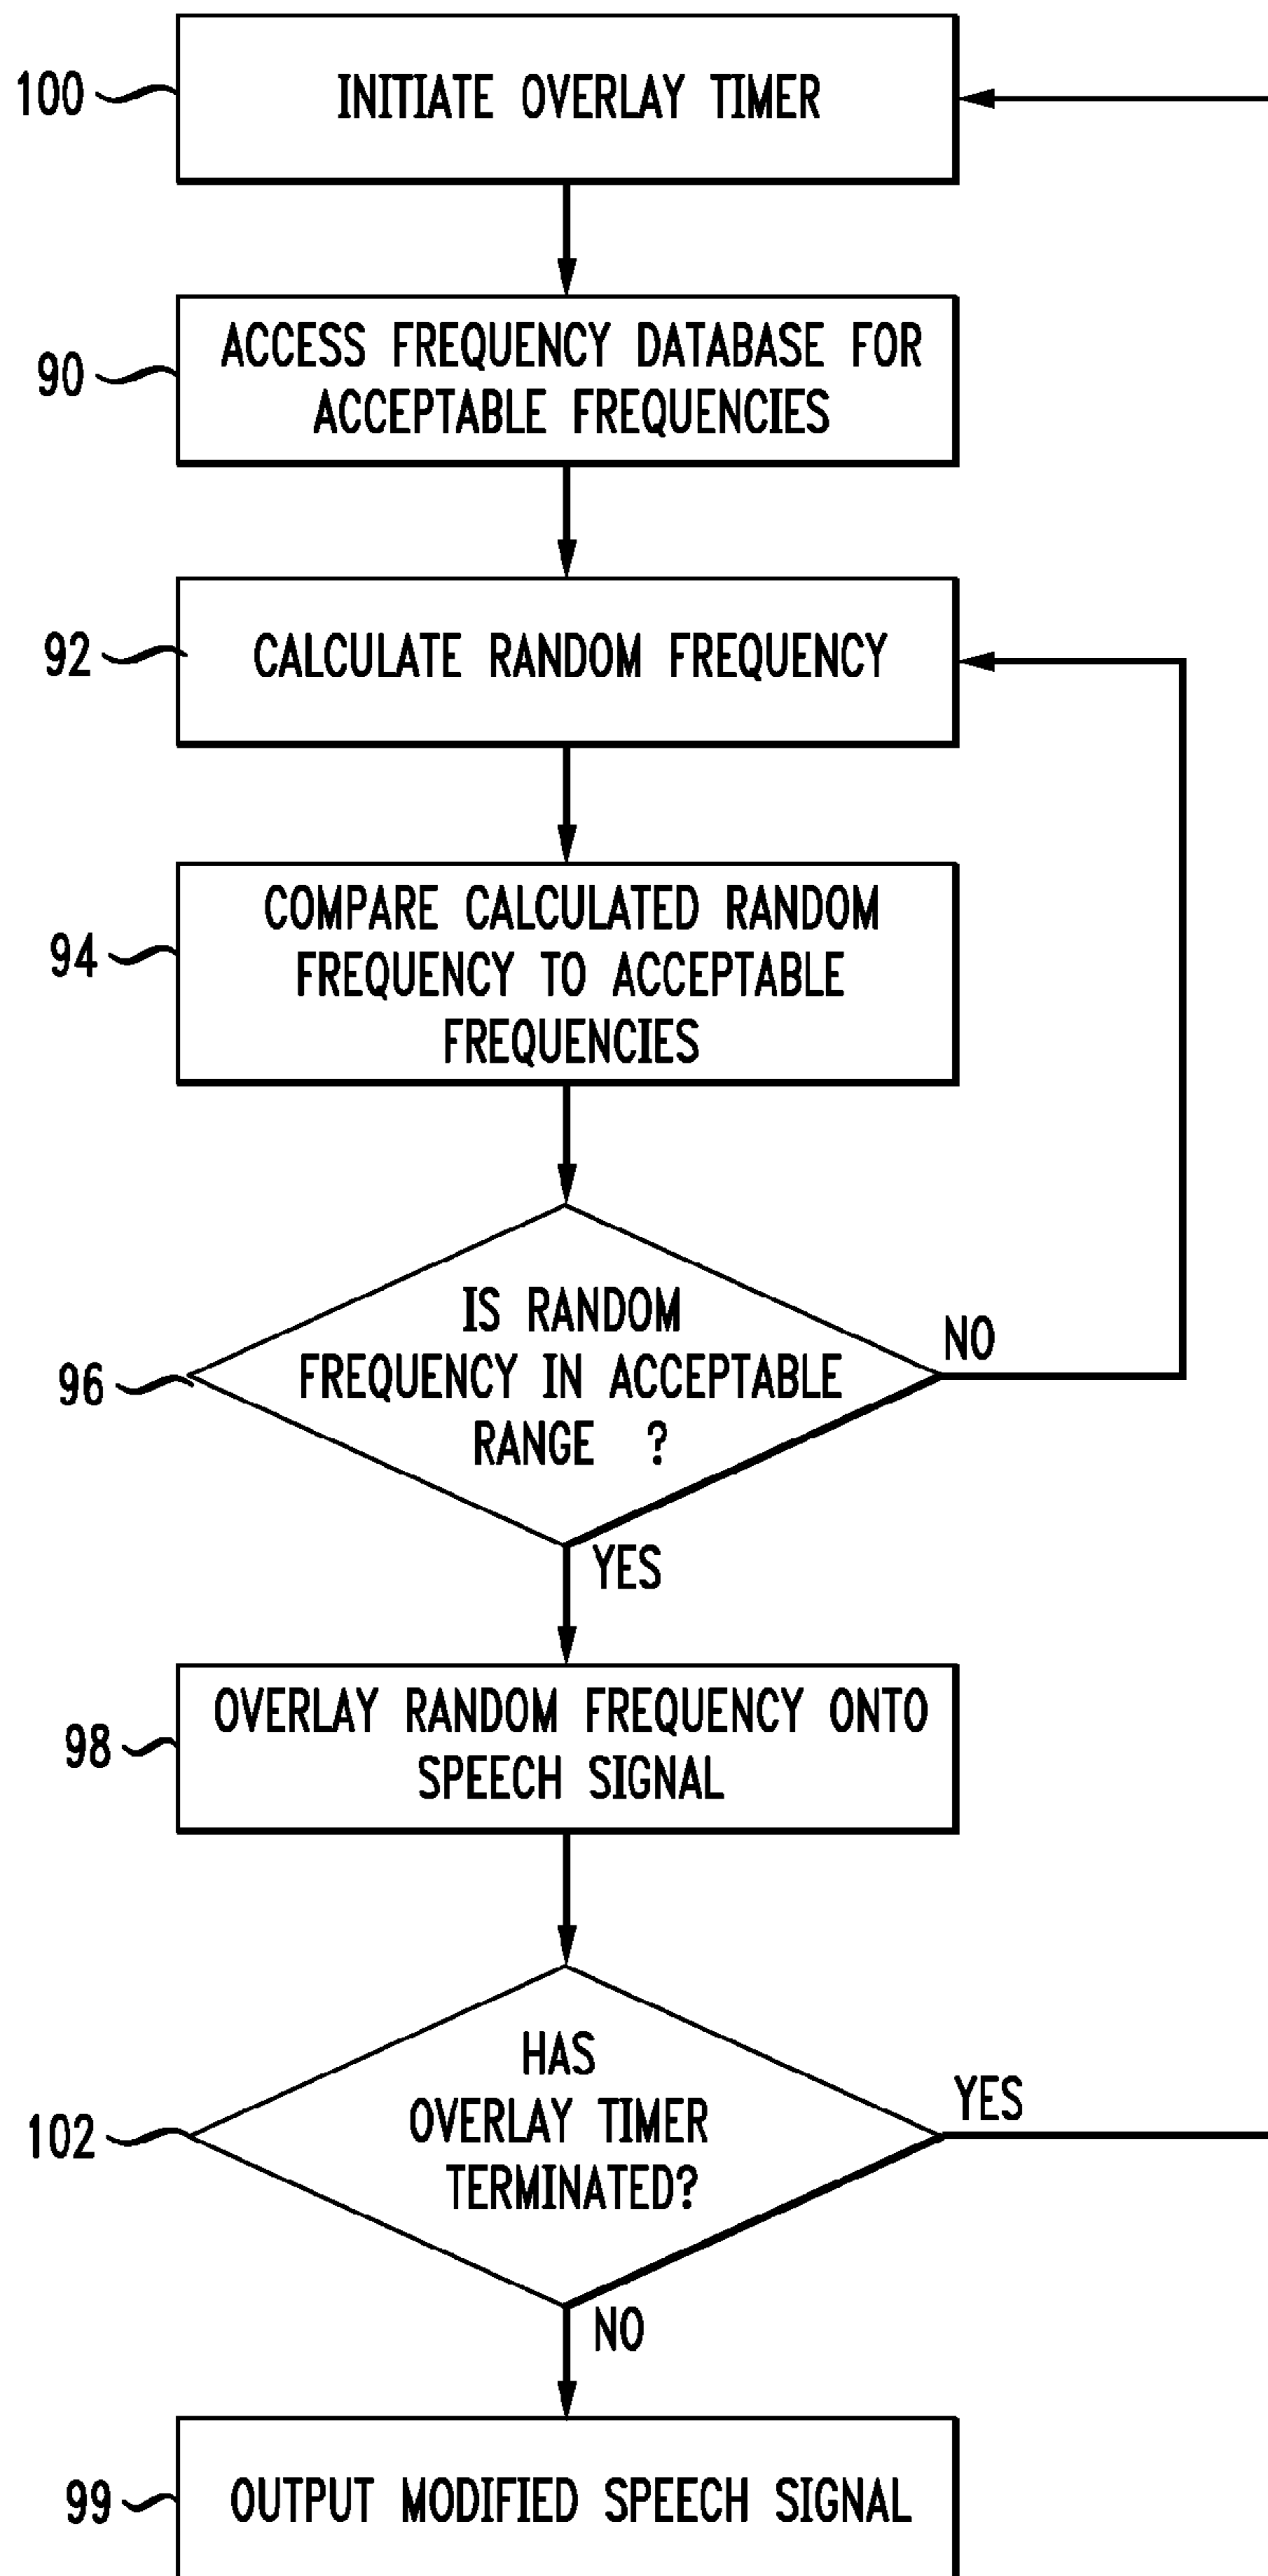 100
INITIATE OVERLAY TIMER
90
ACCESS FREQUENCY DATABASE FOR
ACCEPTABLE FREQUENCIES
92
CALCULATE RANDOM FREQUENCY
94
COMPARE CALCULATED RANDOM
FREQUENCY TO ACCEPTABLE
FREQUENCIES
96
IS RANDOM
FREQUENCY IN ACCEPTABLE
RANGE ?
NO
YES
98
OVERLAY RANDOM FREQUENCY ONTO
SPEECH SIGNAL
102
HAS
OVERLAY TIMER
TERMINATED?
YES
NO
99
OUTPUT MODIFIED SPEECH SIGNAL